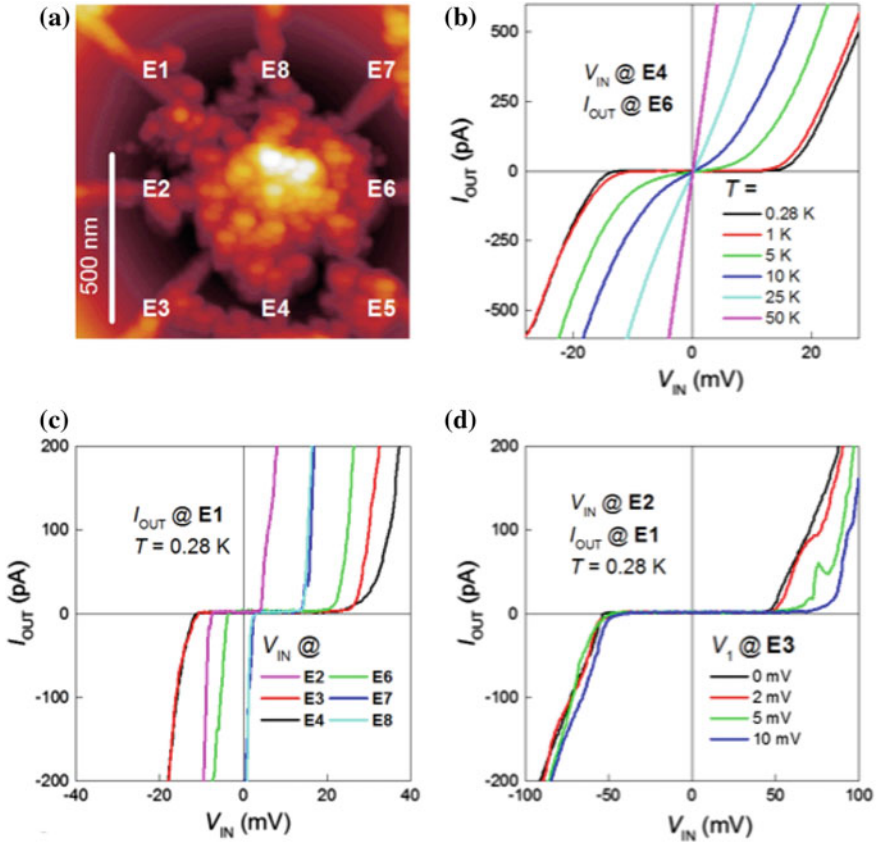 (a)
E1
E8
E7
E2
E6
E3
E4
E5
500 nm
(b)
500
250
0
-250
-500
I_OUT (pA)
V_IN @ E4
I_OUT @ E6
T =
0.28 K
1 K
5 K
10 K
25 K
50 K
-20
0
20
V_IN (mV)
(c)
200
100
0
-100
-200
I_OUT (pA)
I_OUT @ E1
T = 0.28 K
V_IN @
E2 E6
E3 E7
E4 E8
-40
-20
0
20
40
V_IN (mV)
(d)
200
100
0
-100
-200
I_OUT (pA)
V_IN @ E2
I_OUT @ E1
T = 0.28 K
V_1 @ E3
0 mV
2 mV
5 mV
10 mV
-100
-50
0
50
100
V_IN (mV)